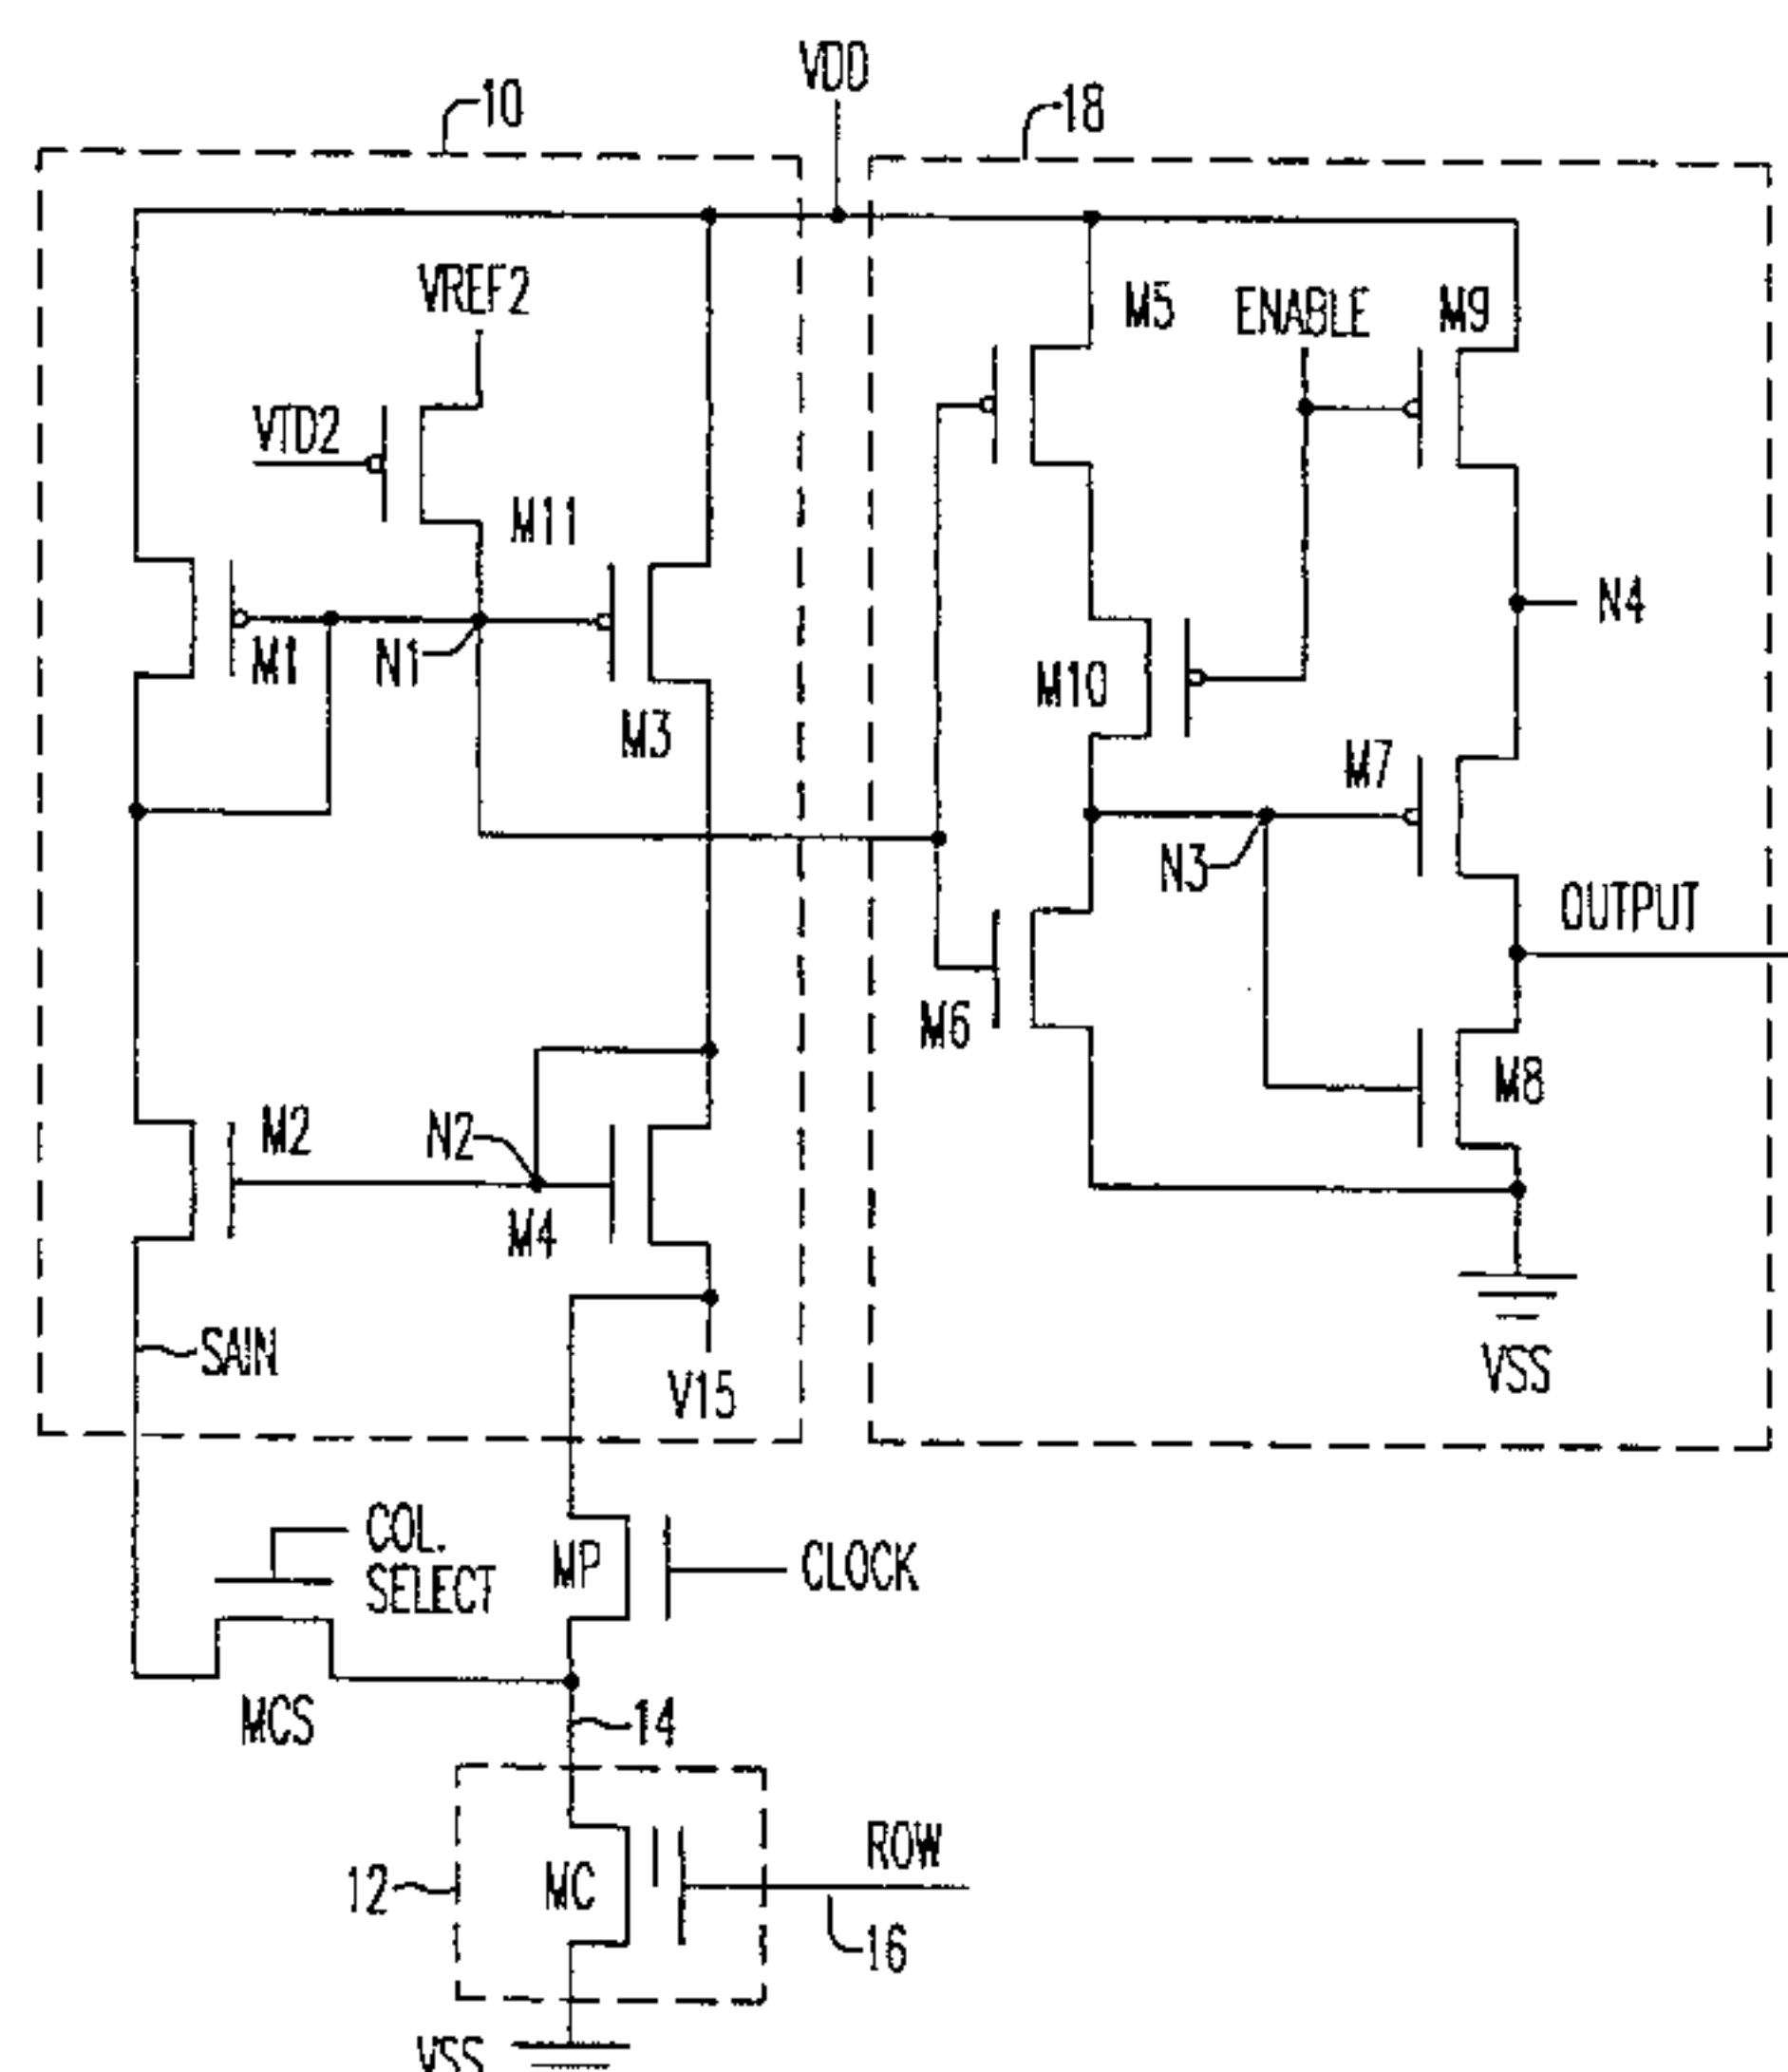 VDD
10
18
VREF2
M5
ENABLE
M9
VTD2
M11
N4
M1
N1
M10
M3
M7
N3
OUTPUT
M6
M2
N2
M8
M4
SAIN
VSS
V15
COL.
SELECT
MP
CLOCK
MCS
14
ROW
12
MC
16
VSS